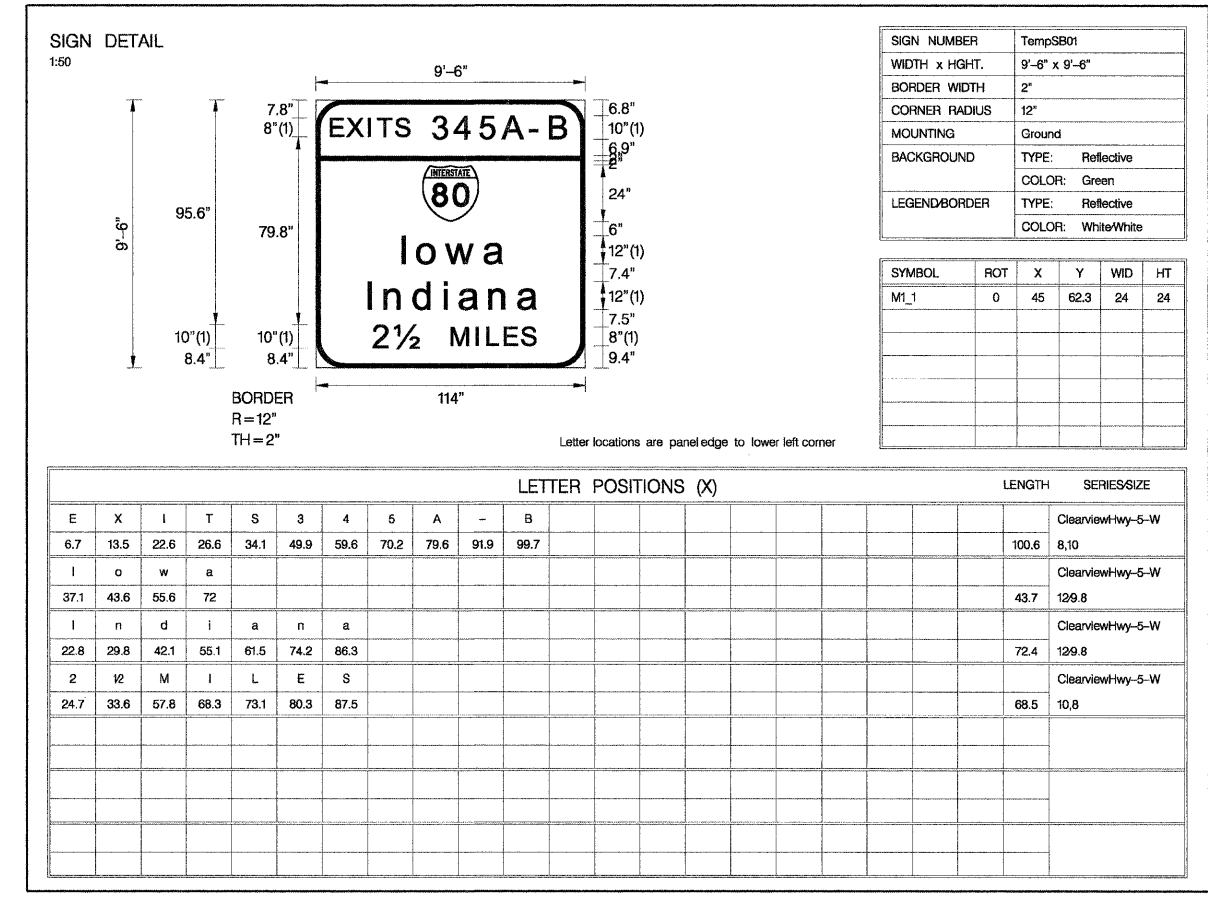 SIGN DETAIL
1:50
9'–6"
9'–6"
95.6"
10"(1)
8.4"
7.8"
8"(1)
79.8"
10"(1)
8.4"
EXITS 345A-B
INTERSTATE
80
Iowa
Indiana
2½ MILES
6.8"
10"(1)
6.9"
2"
24"
6"
12"(1)
7.4"
12"(1)
7.5"
8"(1)
9.4"
114"
BORDER
R=12"
TH=2"
Letter locations are panel edge to lower left corner
SIGN NUMBER TempSB01
WIDTH x HGHT. 9'–6" x 9'–6"
BORDER WIDTH 2"
CORNER RADIUS 12"
MOUNTING Ground
BACKGROUND TYPE: Reflective
COLOR: Green
LEGEND/BORDER TYPE: Reflective
COLOR: White/White
SYMBOL ROT X Y WID HT
M1_1 0 45 62.3 24 24
LETTER POSITIONS (X) LENGTH SERIES/SIZE
E X I T S 3 4 5 A – B ClearviewHwy–5–W
6.7 13.5 22.6 26.6 34.1 49.9 59.6 70.2 79.6 91.9 99.7 100.6 8,10
I o w a ClearviewHwy–5–W
37.1 43.6 55.6 72 43.7 12/9.8
I n d i a n a ClearviewHwy–5–W
22.8 29.8 42.1 55.1 61.5 74.2 86.3 72.4 12/9.8
2 1/2 M I L E S ClearviewHwy–5–W
24.7 33.6 57.8 68.3 73.1 80.3 87.5 68.5 10,8